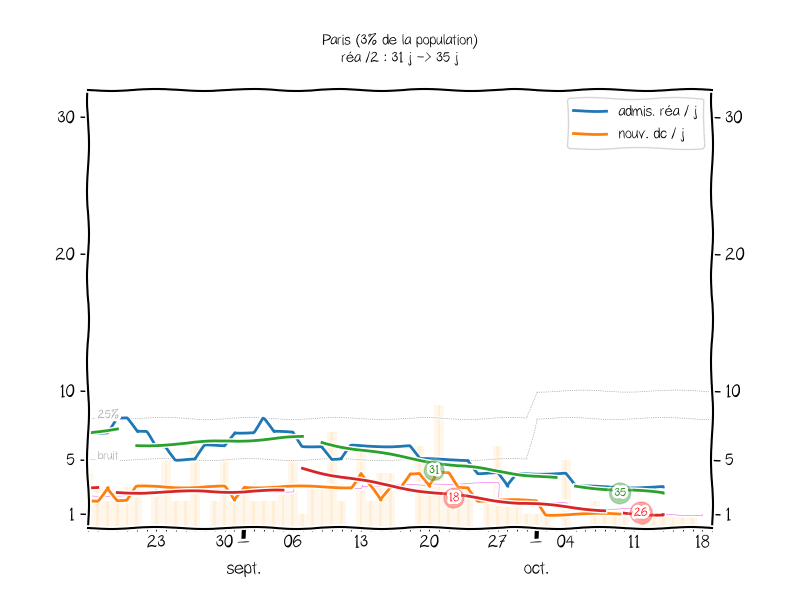 Paris (3% de la population)
réa /2 : 31 j -> 35 j
admis. réa / j
nouv. dc / j
30
30
20
20
10
10
25%
bruit
5
5
31
35
18
26
1
1
23 30 06 13 20 27 04 11 18
sept. oct.